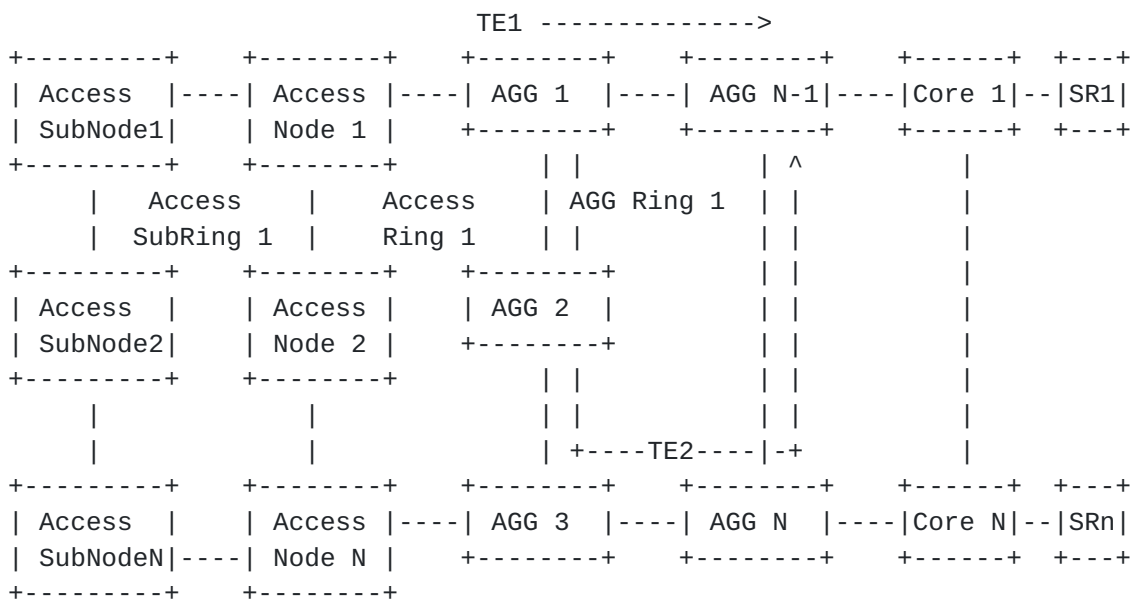 TE1 -------------->
+---------+    +--------+    +--------+    +--------+    +------+  +---+
| Access  |----| Access |----| AGG 1  |----| AGG N-1|----|Core 1|--|SR1|
| SubNode1|    | Node 1 |    +--------+    +--------+    +------+  +---+
+---------+    +--------+         | |            | ^          |
     |   Access    |    Access    | AGG Ring 1  | |          |
     |  SubRing 1  |    Ring 1    | |            | |          |
+---------+    +--------+    +--------+          | |          |
| Access  |    | Access |    | AGG 2  |          | |          |
| SubNode2|    | Node 2 |    +--------+          | |          |
+---------+    +--------+         | |            | |          |
     |             |              | |            | |          |
     |             |              | +----TE2----|-+          |
+---------+    +--------+    +--------+    +--------+    +------+  +---+
| Access  |    | Access |----| AGG 3  |----| AGG N  |----|Core N|--|SRn|
| SubNodeN|----| Node N |    +--------+    +--------+    +------+  +---+
+---------+    +--------+